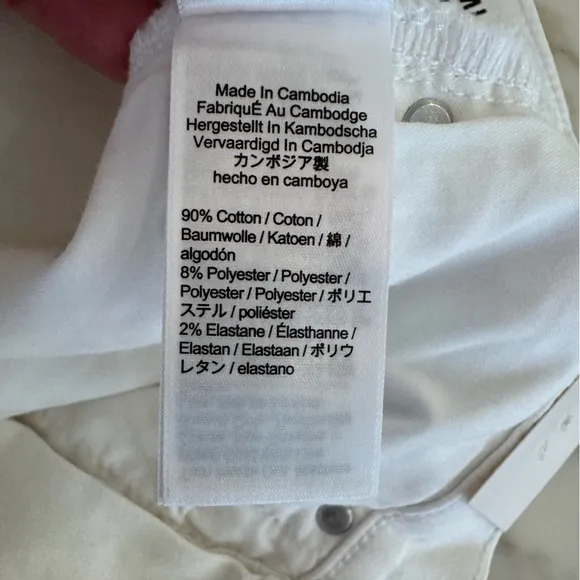 Made In Cambodia
FabriquÉ Au Cambodge
Hergestellt In Kambodscha
Vervaardigd In Cambodja
カンボジア製
hecho en camboya
90% Cotton / Coton /
Baumwolle / Katoen / 綿 /
algodón
8% Polyester / Polyester /
Polyester / Polyester / ポリエ
ステル / poliéster
2% Elastane / Élasthanne /
Elastan / Elastaan / ポリウ
レタン / elastano